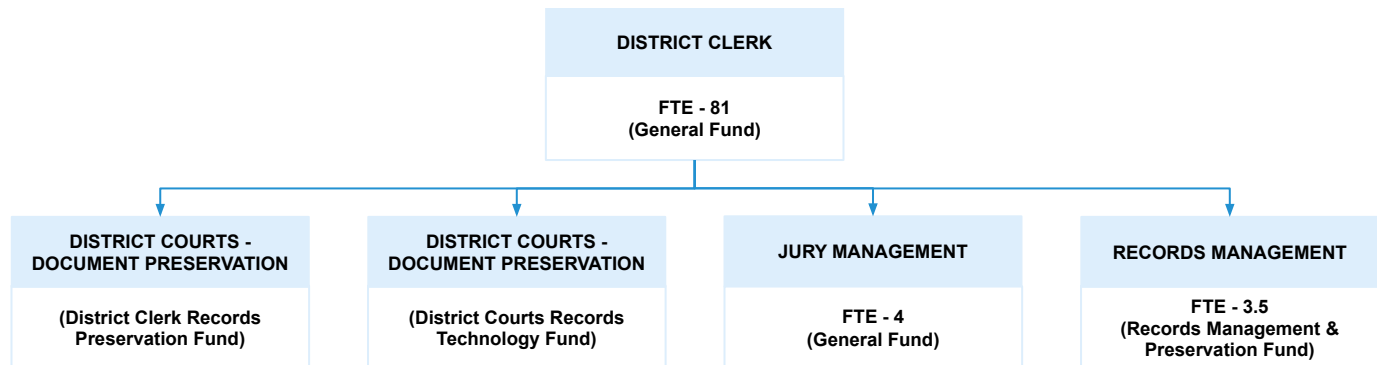 DISTRICT CLERK
FTE - 81
(General Fund)
DISTRICT COURTS -
DOCUMENT PRESERVATION
(District Clerk Records
Preservation Fund)
DISTRICT COURTS -
DOCUMENT PRESERVATION
(District Courts Records
Technology Fund)
JURY MANAGEMENT
FTE - 4
(General Fund)
RECORDS MANAGEMENT
FTE - 3.5
(Records Management &
Preservation Fund)